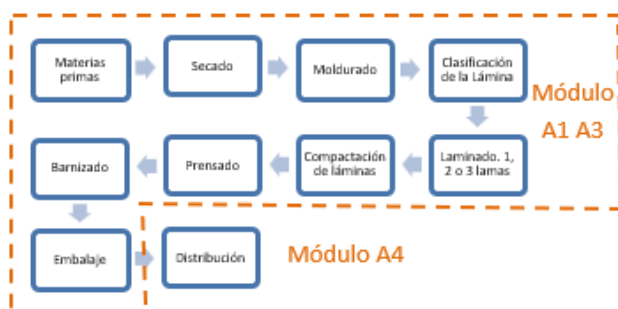 Materias
primas
Secado
Moldurado
Clasificación
de la Lámina
Módulo
A1 A3
Barnizado
Prensado
Compactación
de láminas
Laminado. 1,
2 o 3 lamas
Embalaje
Distribución
Módulo A4